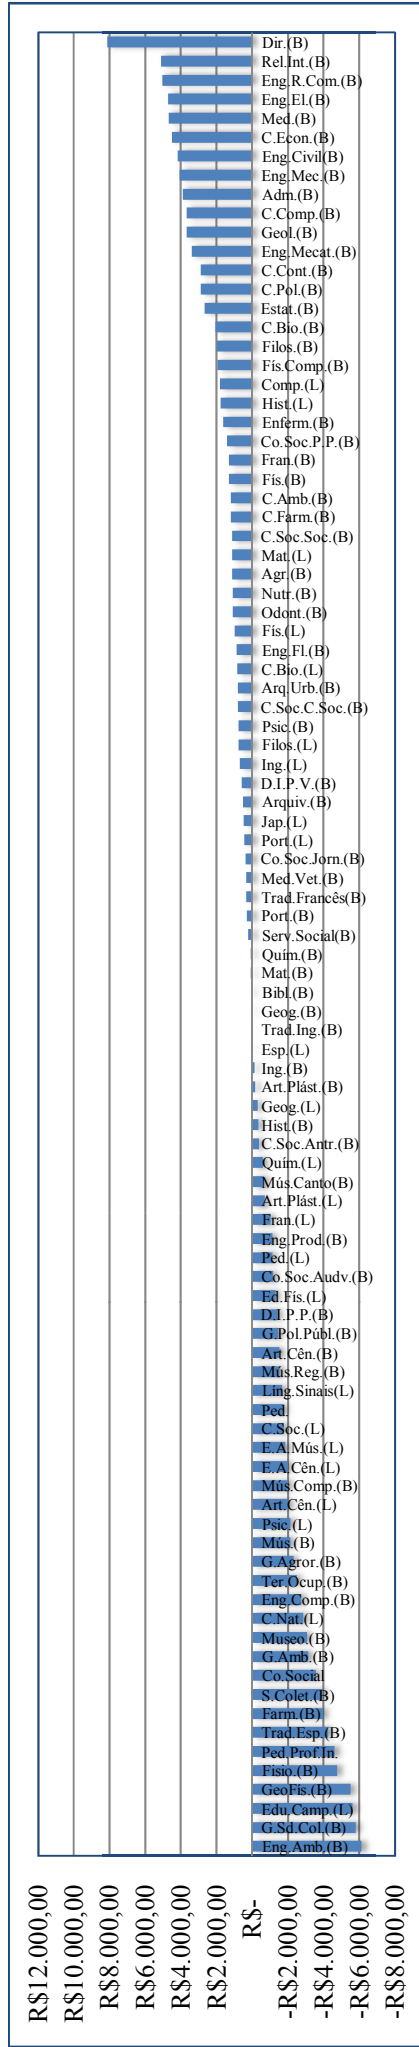 Dir.(B)
Rel.Int.(B)
Eng.R.Com.(B)
Eng.El.(B)
Med.(B)
C.Econ.(B)
Eng.Civil(B)
Eng.Mec.(B)
Adm.(B)
C.Comp.(B)
Geol.(B)
Eng.Mecat.(B)
C.Cont.(B)
C.Pol.(B)
Estat.(B)
C.Bio.(B)
Filos.(B)
Fís.Comp.(B)
Comp.(L)
Hist.(L)
Enferm.(B)
Co.Soc.P.P.(B)
Fran.(B)
Fís.(B)
C.Amb.(B)
C.Farm.(B)
C.Soc.Soc.(B)
Mat.(L)
Agr.(B)
Nutr.(B)
Odont.(B)
Fís.(L)
Eng.Fl.(B)
C.Bio.(L)
Arq.Urb.(B)
C.Soc.C.Soc.(B)
Psic.(B)
Filos.(L)
Ing.(L)
D.I.P.V.(B)
Arquiv.(B)
Jap.(L)
Port.(L)
Co.Soc.Jorn.(B)
Med.Vet.(B)
Trad.Francês(B)
Port.(B)
Serv.Social(B)
Quím.(B)
Mat.(B)
Bibl.(B)
Geog.(B)
Trad.Ing.(B)
Esp.(L)
Ing.(B)
Art.Plást.(B)
Geog.(L)
Hist.(B)
C.Soc.Antr.(B)
Quím.(L)
Mús.Canto(B)
Art.Plást.(L)
Fran.(L)
Eng.Prod.(B)
Ped.(L)
Co.Soc.Audv.(B)
Ed.Fís.(L)
D.I.P.P.(B)
G.Pol.Públ.(B)
Art.Cên.(B)
Mús.Reg.(B)
Líng.Sinais(L)
Ped.
C.Soc.(L)
E.A.Mús.(L)
E.A.Cên.(L)
Mús.Comp.(B)
Art.Cên.(L)
Psic.(L)
Mús.(B)
G.Agror.(B)
Ter.Ocup.(B)
Eng.Comp.(B)
C.Nat.(L)
Museo.(B)
G.Amb.(B)
Co.Social
S.Colet.(B)
Farm.(B)
Trad.Esp.(B)
Ped.Prof.In.
Fisio.(B)
GeoFís.(B)
Edu.Camp.(L)
G.Sd.Col.(B)
Eng.Amb.(B)
R$12.000,00
R$10.000,00
R$8.000,00
R$6.000,00
R$4.000,00
R$2.000,00
R$-
-R$2.000,00
-R$4.000,00
-R$6.000,00
-R$8.000,00